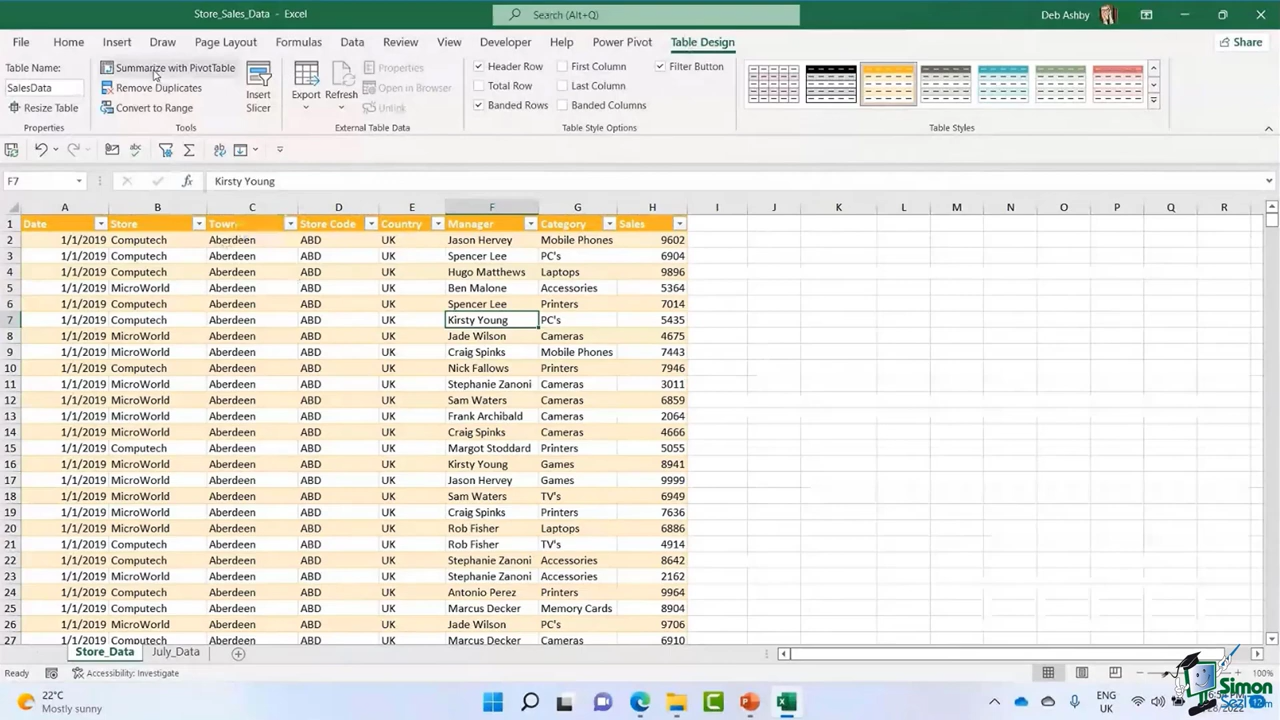 Store_Sales_Data - Excel
Search (Alt+Q)
Deb Ashby
File Home Insert Draw Page Layout Formulas Data Review View Developer Help Power Pivot Table Design Share
Table Name:
SalesData
Resize Table
Properties
Summarize with PivotTable
Remove Duplicates
Convert to Range
Tools
Insert Slicer
Export
Refresh
Properties
Open in Browser
Unlink
External Table Data
Header Row First Column Filter Button
Total Row Last Column
Banded Rows Banded Columns
Table Style Options
Table Styles
F7 fx Kirsty Young
A B C D E F G H I J K L M N O P Q R
1 Date Store Town Store Code Country Manager Category Sales
2 1/1/2019 Computech Aberdeen ABD UK Jason Hervey Mobile Phones 9602
3 1/1/2019 Computech Aberdeen ABD UK Spencer Lee PC's 6904
4 1/1/2019 Computech Aberdeen ABD UK Hugo Matthews Laptops 9896
5 1/1/2019 MicroWorld Aberdeen ABD UK Ben Malone Accessories 5364
6 1/1/2019 Computech Aberdeen ABD UK Spencer Lee Printers 7014
7 1/1/2019 Computech Aberdeen ABD UK Kirsty Young PC's 5435
8 1/1/2019 MicroWorld Aberdeen ABD UK Jade Wilson Cameras 4675
9 1/1/2019 MicroWorld Aberdeen ABD UK Craig Spinks Mobile Phones 7443
10 1/1/2019 Computech Aberdeen ABD UK Nick Fallows Printers 7946
11 1/1/2019 MicroWorld Aberdeen ABD UK Stephanie Zanoni Cameras 3011
12 1/1/2019 MicroWorld Aberdeen ABD UK Sam Waters Cameras 6859
13 1/1/2019 MicroWorld Aberdeen ABD UK Frank Archibald Cameras 2064
14 1/1/2019 MicroWorld Aberdeen ABD UK Craig Spinks Cameras 4666
15 1/1/2019 Computech Aberdeen ABD UK Margot Stoddard Printers 5055
16 1/1/2019 MicroWorld Aberdeen ABD UK Kirsty Young Games 8941
17 1/1/2019 MicroWorld Aberdeen ABD UK Jason Hervey Games 9999
18 1/1/2019 MicroWorld Aberdeen ABD UK Sam Waters TV's 6949
19 1/1/2019 MicroWorld Aberdeen ABD UK Craig Spinks Printers 7636
20 1/1/2019 MicroWorld Aberdeen ABD UK Rob Fisher Laptops 6886
21 1/1/2019 Computech Aberdeen ABD UK Rob Fisher TV's 4914
22 1/1/2019 Computech Aberdeen ABD UK Stephanie Zanoni Accessories 8642
23 1/1/2019 MicroWorld Aberdeen ABD UK Stephanie Zanoni Accessories 2162
24 1/1/2019 Computech Aberdeen ABD UK Antonio Perez Printers 9964
25 1/1/2019 Computech Aberdeen ABD UK Marcus Decker Memory Cards 8904
26 1/1/2019 MicroWorld Aberdeen ABD UK Jade Wilson PC's 9706
27 1/1/2019 Computech Aberdeen ABD UK Marcus Decker Cameras 6910
Store_Data July_Data
Ready Accessibility: Investigate 100%
22°C
Mostly sunny
ENG
UK
Simon